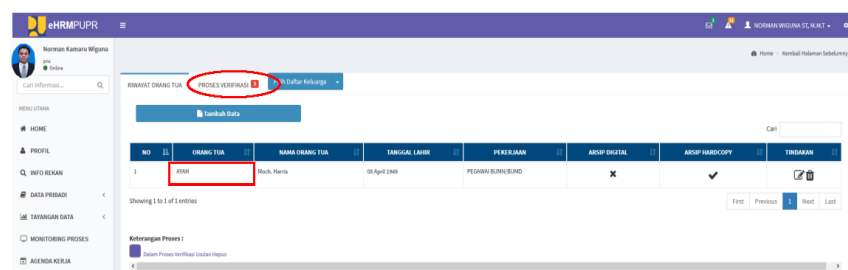 eHRMPUPR
NORMAN WIGUNA ST, M.M.T
Norman Kamaru Wiguna
pns
Online
Home > Kembali Halaman Sebelumny
Cari Informasi...
RIWAYAT ORANG TUA
PROSES VERIFIKASI
Daftar Keluarga
MENU UTAMA
Tambah Data
Cari
HOME
PROFIL
INFO REKAN
DATA PRIBADI
TAYANGAN DATA
MONITORING PROSES
AGENDA KERJA
NO ORANG TUA NAMA ORANG TUA TANGGAL LAHIR PEKERJAAN ARSIP DIGITAL ARSIP HARDCOPY TINDAKAN
1 AYAH Moch. Harris 05 April 1949 PEGAWAI BUMN/BUMD
Showing 1 to 1 of 1 entries
First Previous 1 Next Last
Keterangan Proses :
Dalam Proses Verifikasi Usulan Hapus